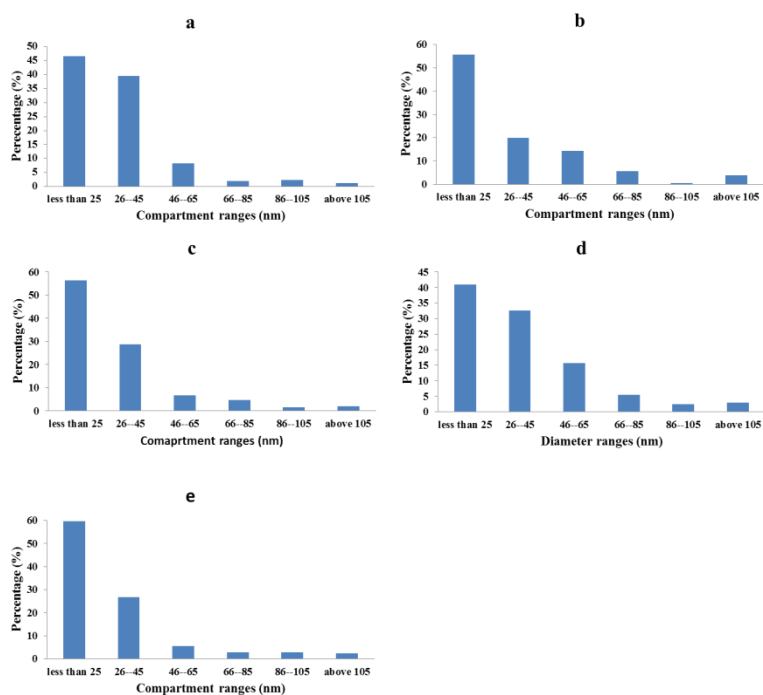 a
Perecentage (%)
50
45
40
35
30
25
20
15
10
5
0
less than 25 26--45 46--65 66--85 86--105 above 105
Compartment ranges (nm)
b
Percentage (%)
60
50
40
30
20
10
0
less than 25 26--45 46--65 66--85 86--105 above 105
Compartment ranges (nm)
c
Percentage (%)
60
50
40
30
20
10
0
less than 25 26--45 46--65 66--85 86--105 above 105
Comaprtment ranges (nm)
d
Percentage (%)
45
40
35
30
25
20
15
10
5
0
less than 25 26--45 46--65 66--85 86--105 above 105
Diameter ranges (nm)
e
Percentage (%)
60
50
40
30
20
10
0
less than 25 26--45 46--65 66--85 86--105 above 105
Compartment ranges (nm)